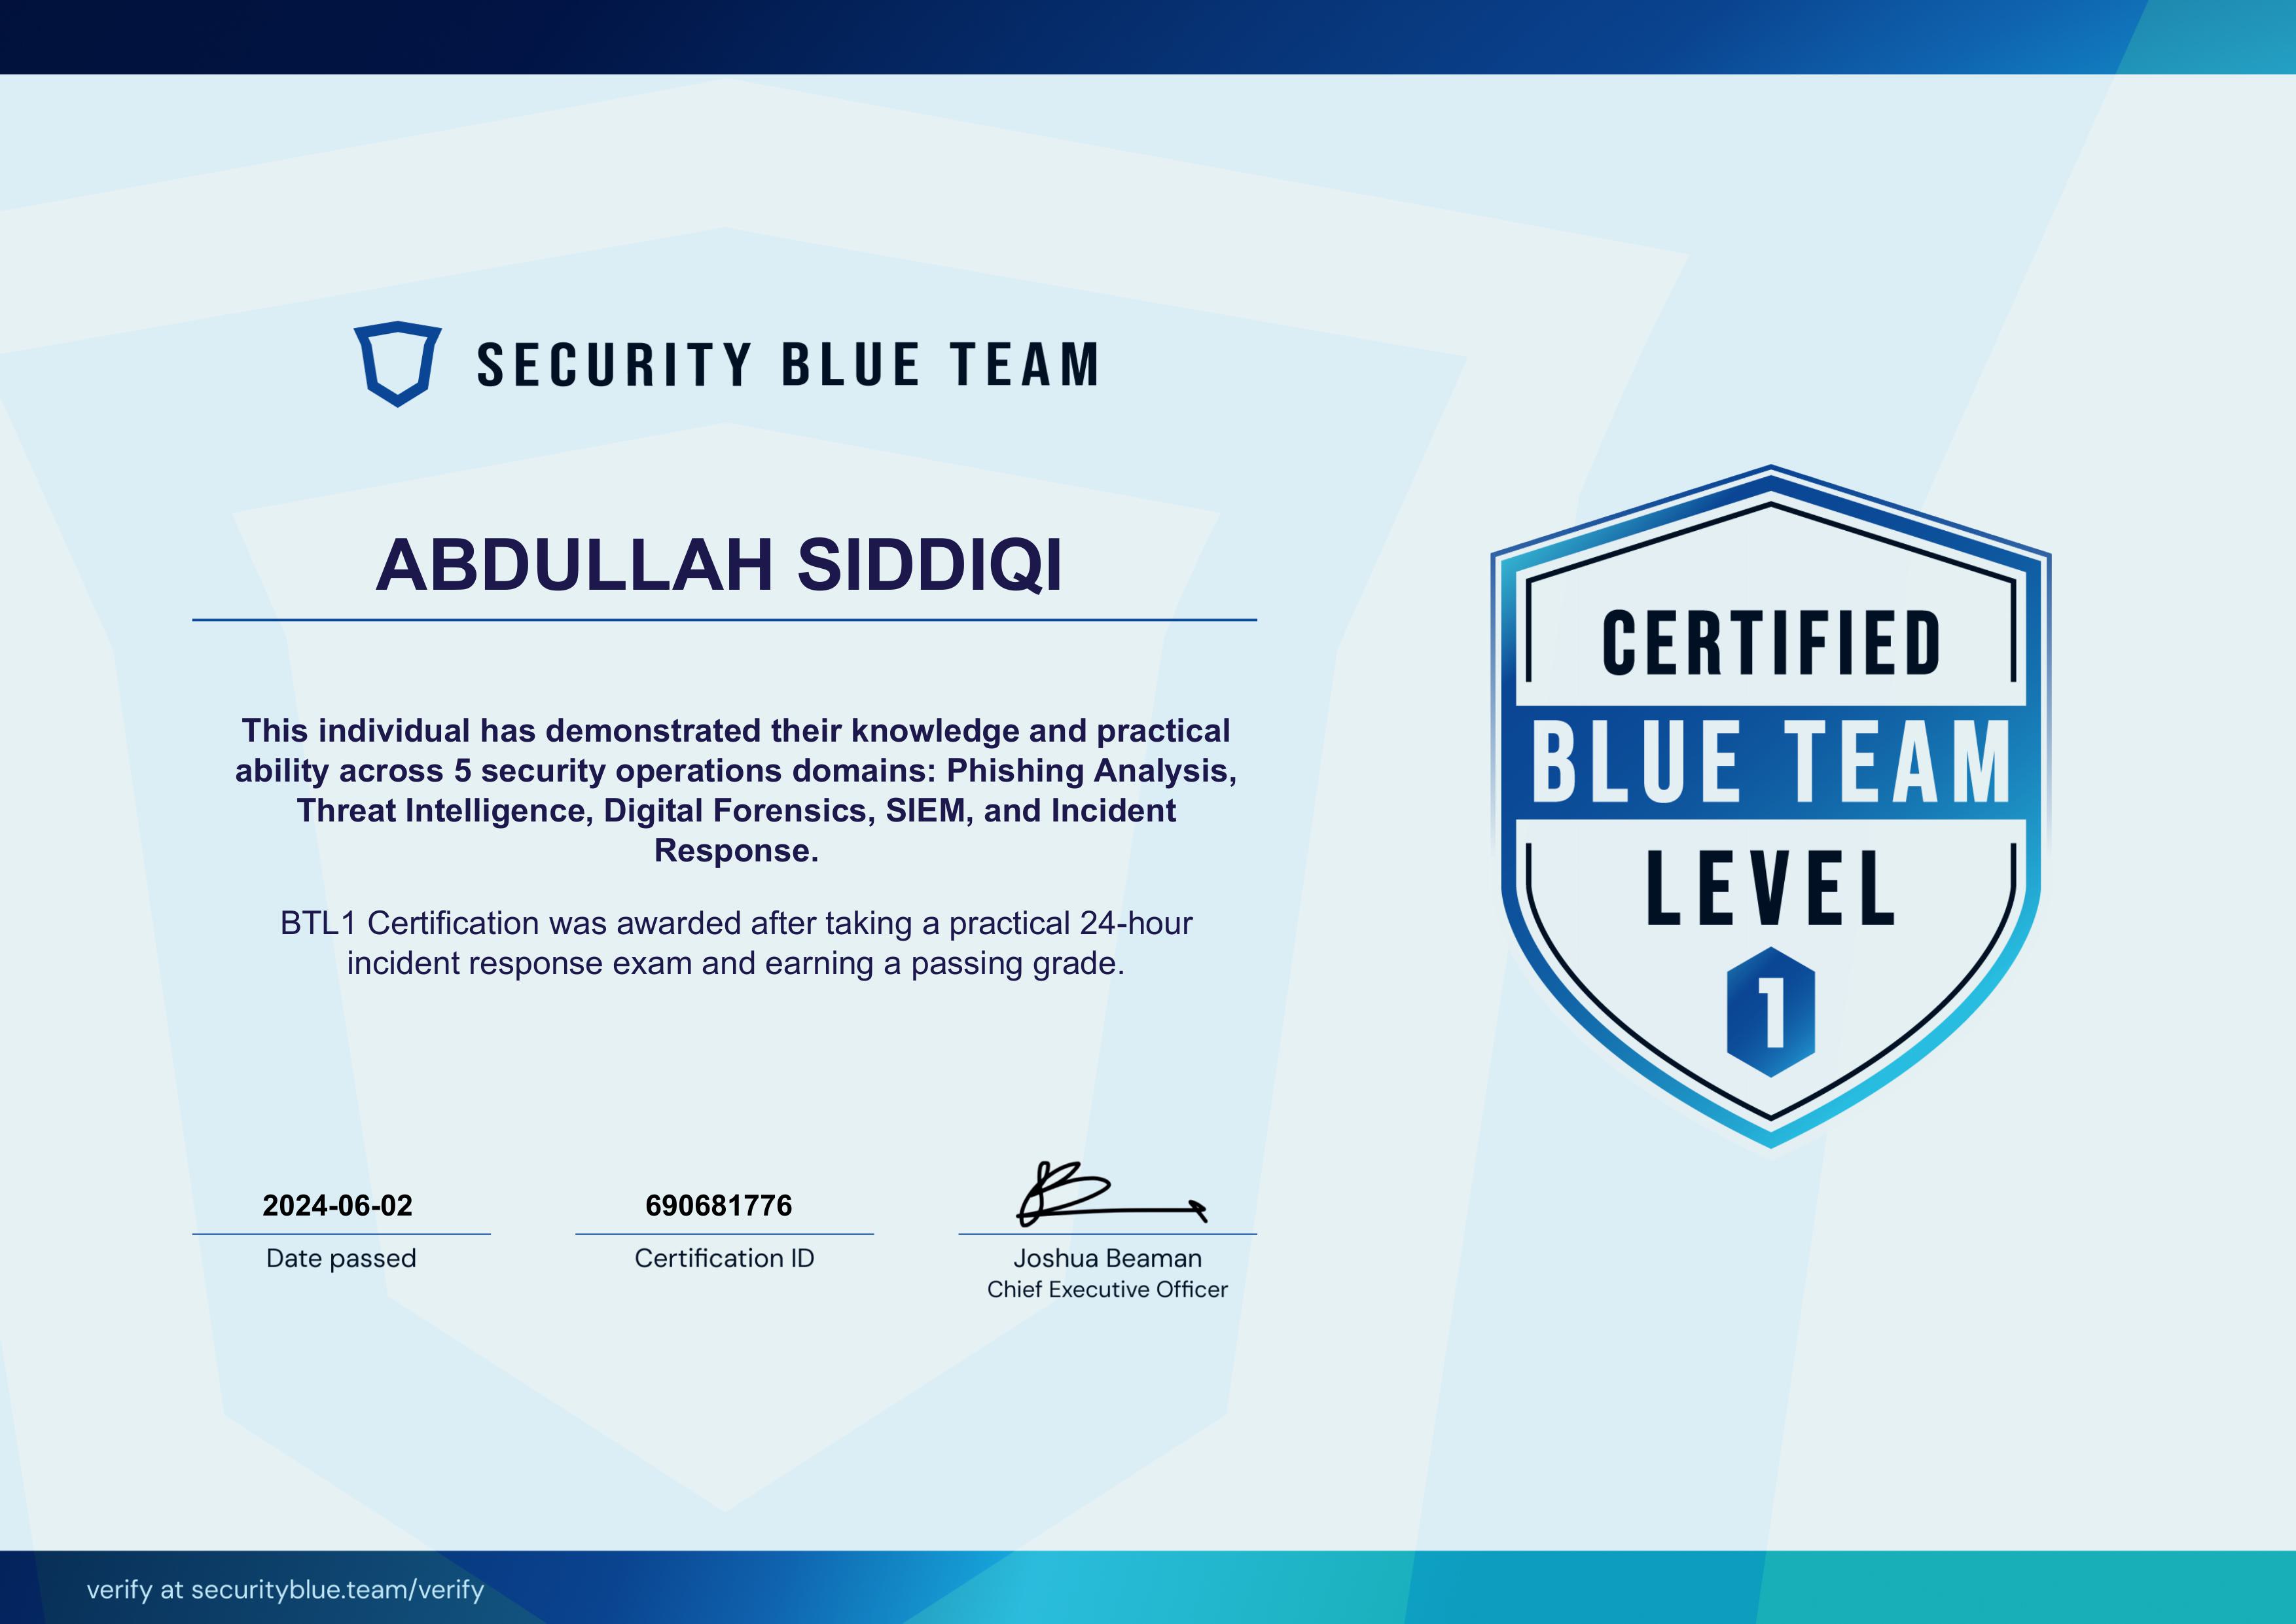 SECURITY BLUE TEAM
ABDULLAH SIDDIQI
This individual has demonstrated their knowledge and practical
ability across 5 security operations domains: Phishing Analysis,
Threat Intelligence, Digital Forensics, SIEM, and Incident
Response.
BTL1 Certification was awarded after taking a practical 24-hour
incident response exam and earning a passing grade.
2024-06-02
Date passed
690681776
Certification ID
Joshua Beaman
Chief Executive Officer
CERTIFIED
BLUE TEAM
LEVEL
1
verify at securityblue.team/verify